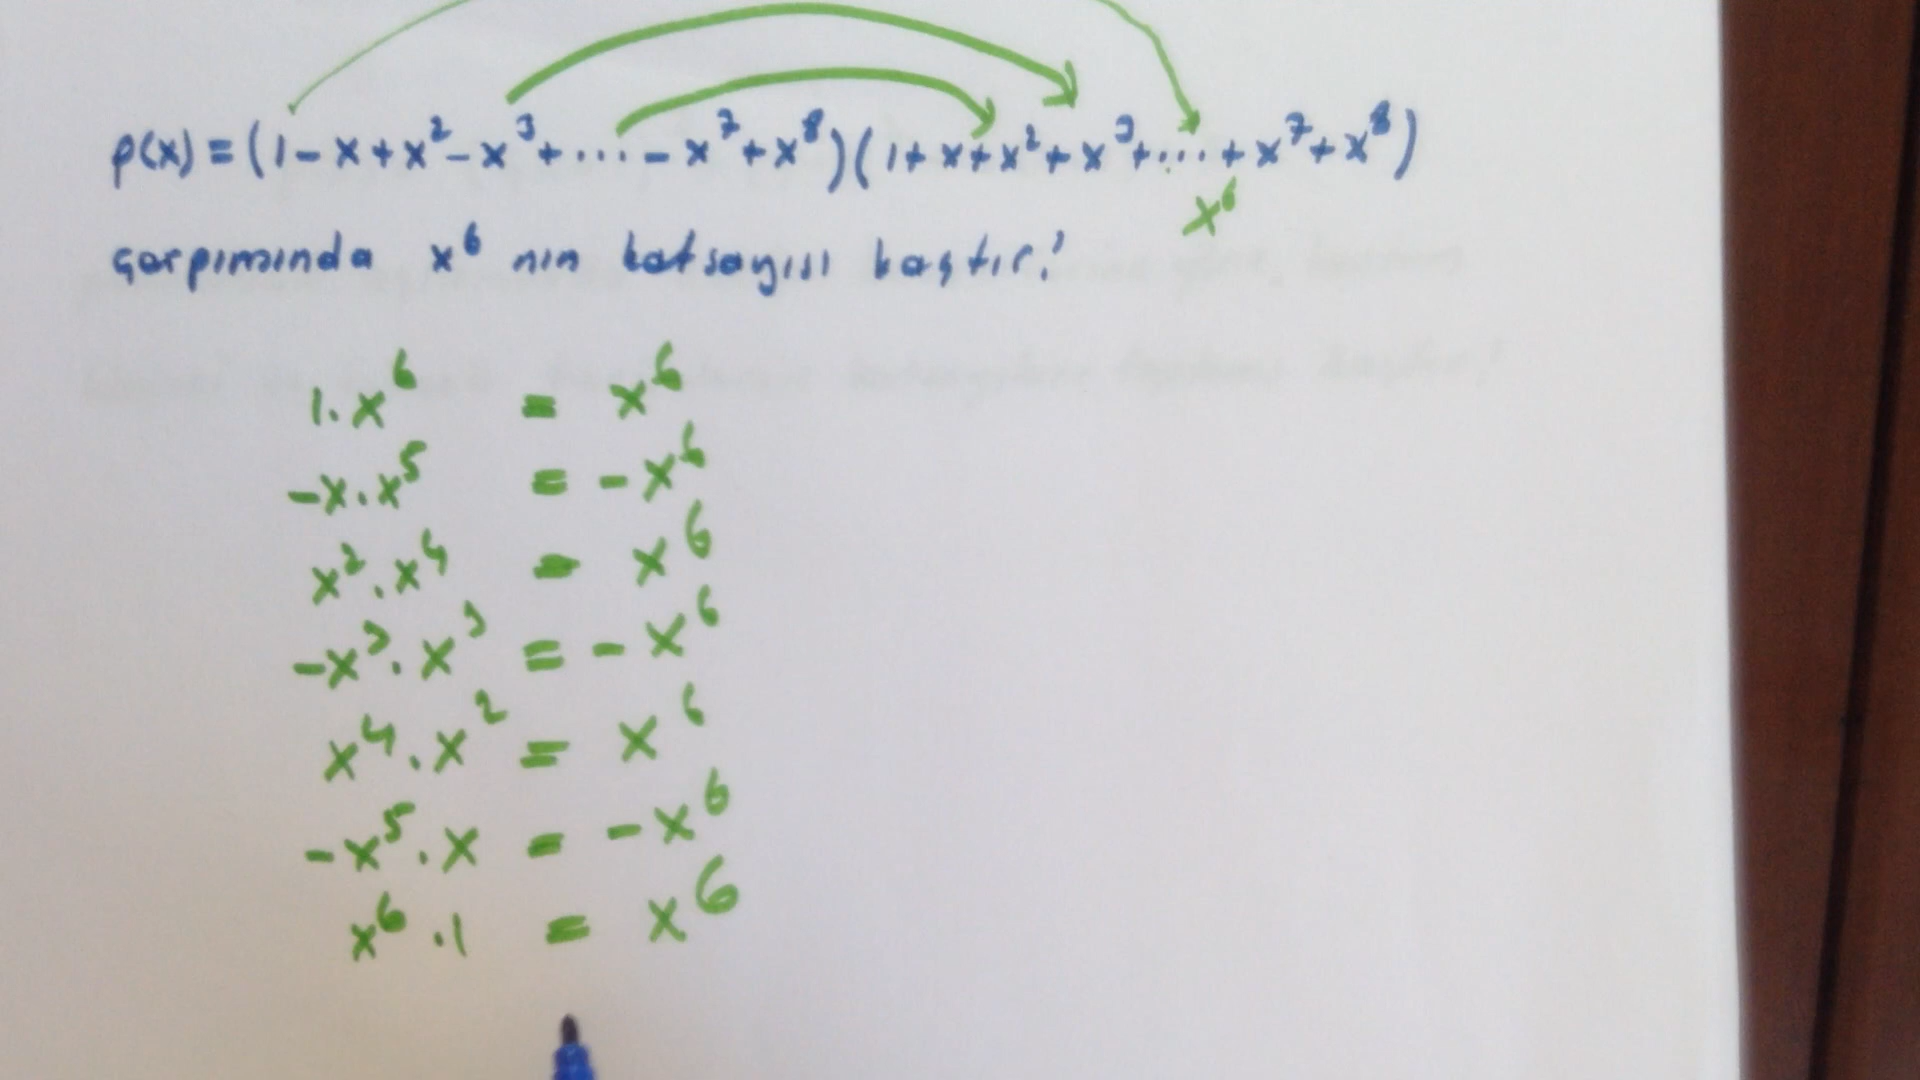 p(x) = (1 - x + x² - x³ + ... - x⁷ + x⁸)(1 + x + x² + x³ + ... + x⁷ + x⁸)
x⁶
çarpımında x⁶ nın katsayısı kaçtır?
1 . x⁶ = x⁶
-x . x⁵ = - x⁶
x² . x⁴ = x⁶
-x³ . x³ = - x⁶
x⁴ . x² = x⁶
-x⁵ . x = - x⁶
x⁶ . 1 = x⁶